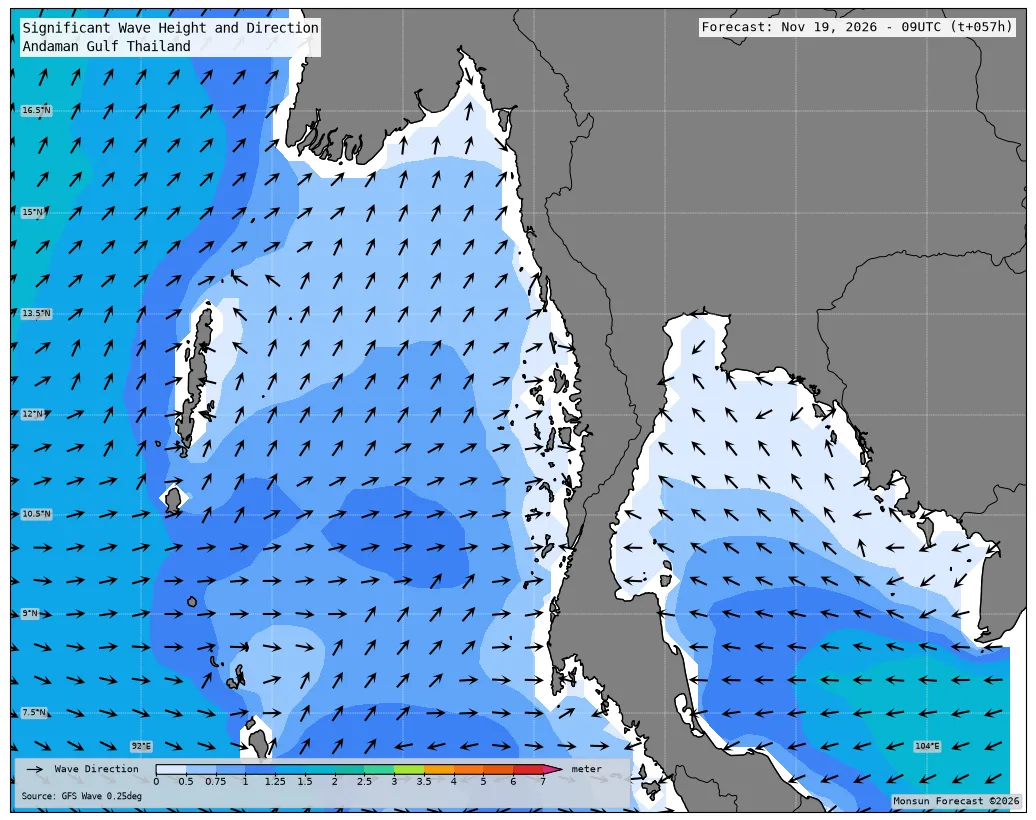 Significant Wave Height and Direction
Andaman Gulf Thailand
Forecast: Nov 19, 2026 - 09UTC (t+057h)
16.5°N
15°N
13.5°N
12°N
10.5°N
9°N
7.5°N
92°E
104°E
Wave Direction
0.5 0.75 1 1.25 1.5 2 2.5 3 3.5 4 5 6 7
meter
Source: GFS Wave 0.25deg
Monsun Forecast ©2026